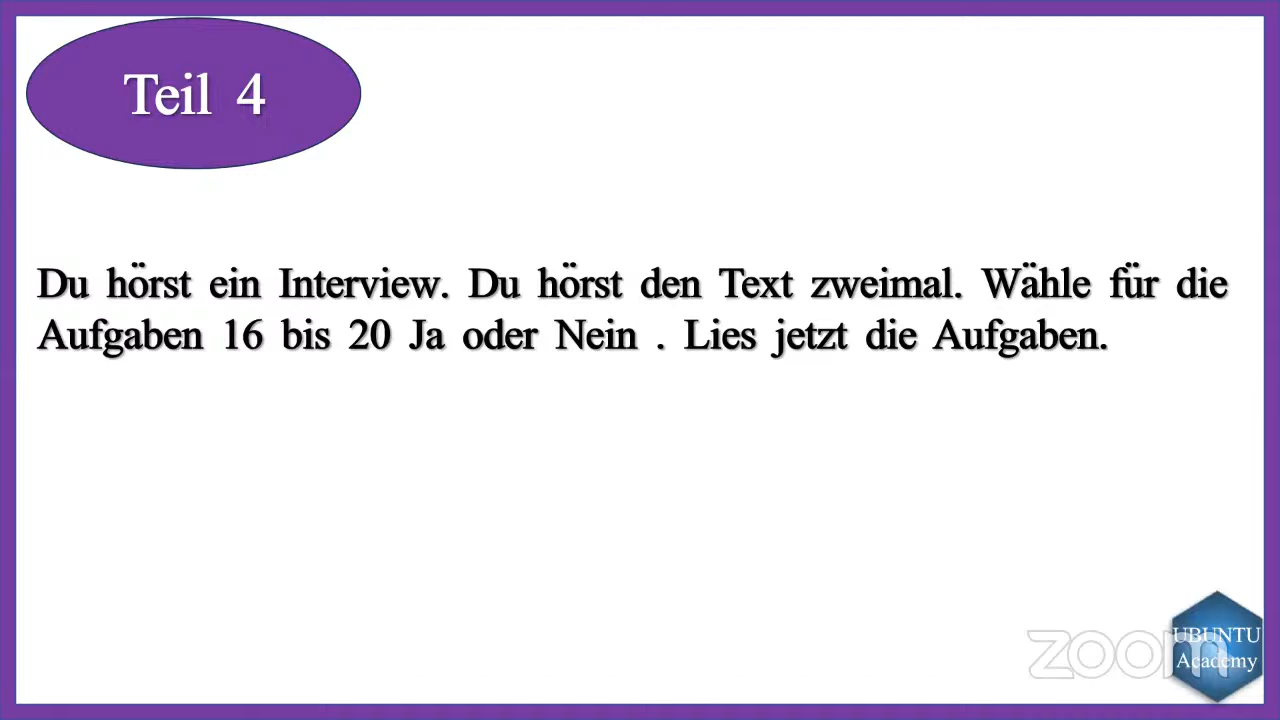 Teil 4
Du hörst ein Interview. Du hörst den Text zweimal. Wähle für die
Aufgaben 16 bis 20 Ja oder Nein . Lies jetzt die Aufgaben.
zoom
UBUNTU
Academy